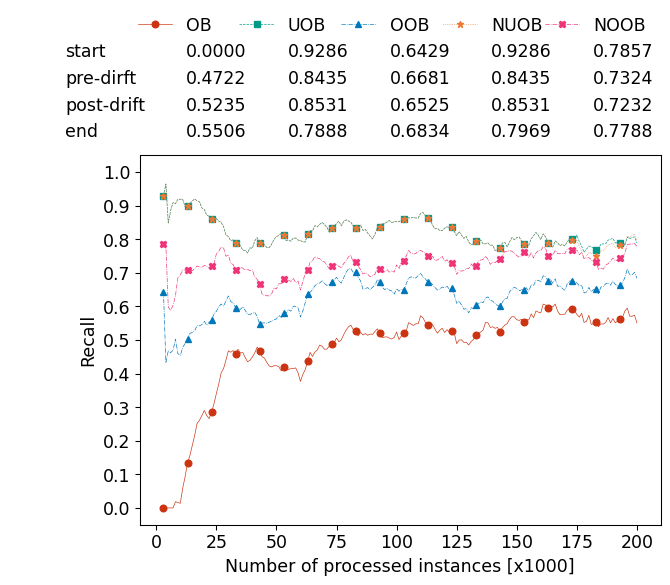 OB UOB OOB NUOB NOOB
start 0.0000 0.9286 0.6429 0.9286 0.7857
pre-dirft 0.4722 0.8435 0.6681 0.8435 0.7324
post-drift 0.5235 0.8531 0.6525 0.8531 0.7232
end 0.5506 0.7888 0.6834 0.7969 0.7788
1.0
0.9
0.8
0.7
0.6
0.5
0.4
0.3
0.2
0.1
0.0
Recall
0 25 50 75 100 125 150 175 200
Number of processed instances [x1000]